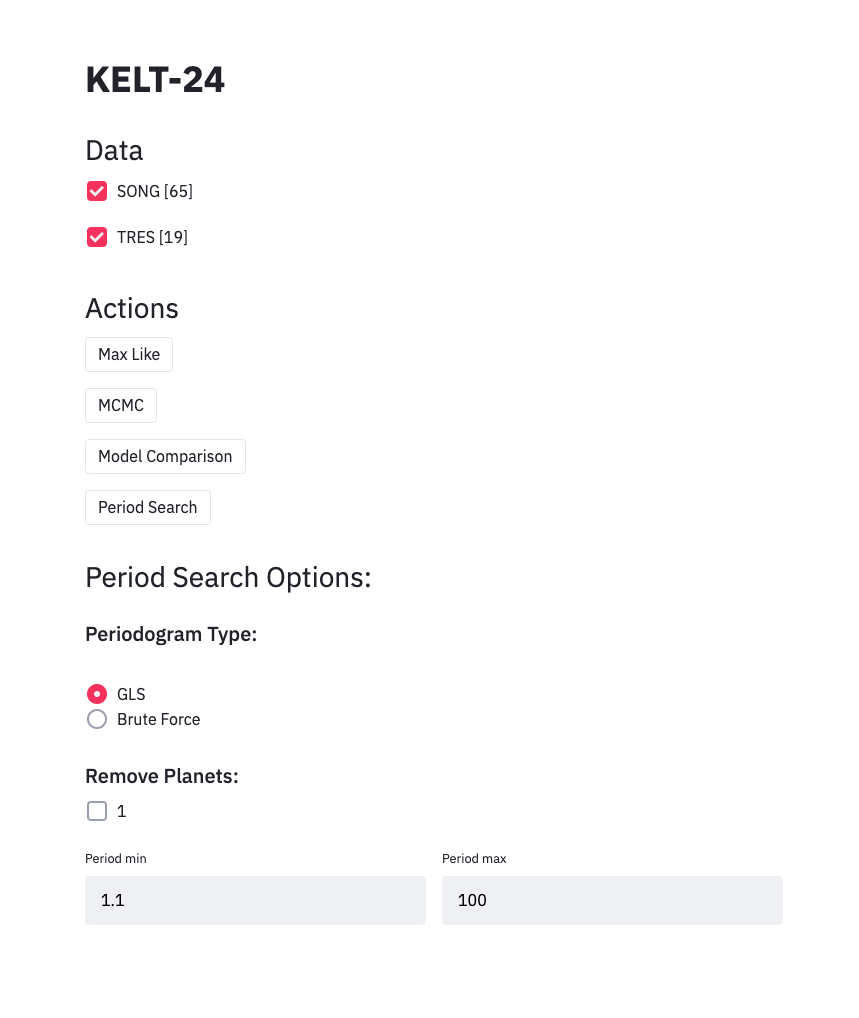 KELT-24
Data
SONG [65]
TRES [19]
Actions
Max Like
MCMC
Model Comparison
Period Search
Period Search Options:
Periodogram Type:
GLS
Brute Force
Remove Planets:
1
Period min
Period max
1.1
100